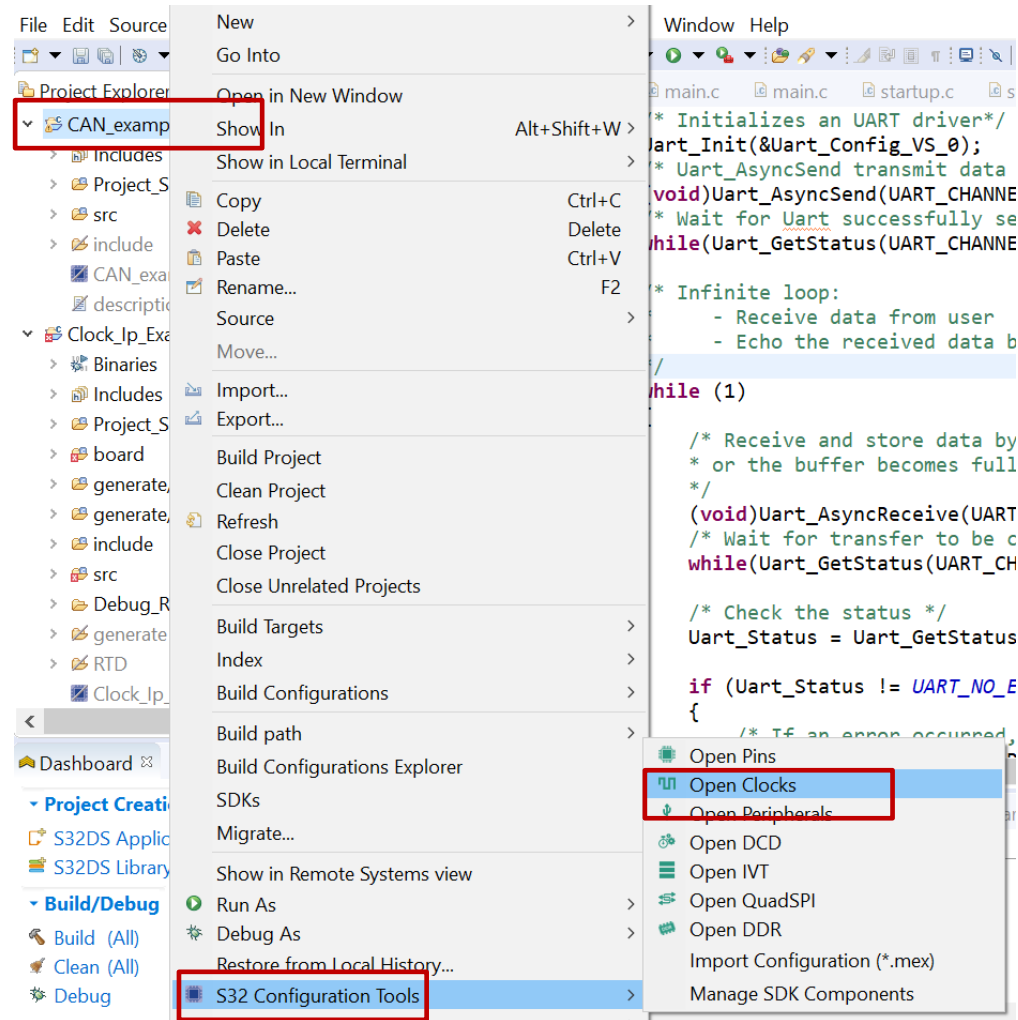 File Edit Source
Window Help
Project Explorer
CAN_examp
Includes
Project_S
src
include
CAN_exa
descriptio
Clock_Ip_Exa
Binaries
Includes
Project_S
board
generate/
generate/
include
src
Debug_R
generate
RTD
Clock_Ip_
Dashboard
Project Creati
S32DS Applic
S32DS Library
Build/Debug
Build (All)
Clean (All)
Debug
New
Go Into
Open in New Window
Show In Alt+Shift+W
Show in Local Terminal
Copy Ctrl+C
Delete Delete
Paste Ctrl+V
Rename... F2
Source
Move...
Import...
Export...
Build Project
Clean Project
Refresh
Close Project
Close Unrelated Projects
Build Targets
Index
Build Configurations
Build path
Build Configurations Explorer
SDKs
Migrate...
Show in Remote Systems view
Run As
Debug As
Restore from Local History...
S32 Configuration Tools
Open Pins
Open Clocks
Open Peripherals
Open DCD
Open IVT
Open QuadSPI
Open DDR
Import Configuration (*.mex)
Manage SDK Components
main.c main.c startup.c s
* Initializes an UART driver*/
Uart_Init(&Uart_Config_VS_0);
* Uart_AsyncSend transmit data
(void)Uart_AsyncSend(UART_CHANNE
* Wait for Uart successfully se
while(Uart_GetStatus(UART_CHANNE
* Infinite loop:
- Receive data from user
- Echo the received data b
*/
while (1)
{
/* Receive and store data by
* or the buffer becomes full
*/
(void)Uart_AsyncReceive(UART
/* Wait for transfer to be c
while(Uart_GetStatus(UART_CH
/* Check the status */
Uart_Status = Uart_GetStatus
if (Uart_Status != UART_NO_E
{
/* If an error occurred,